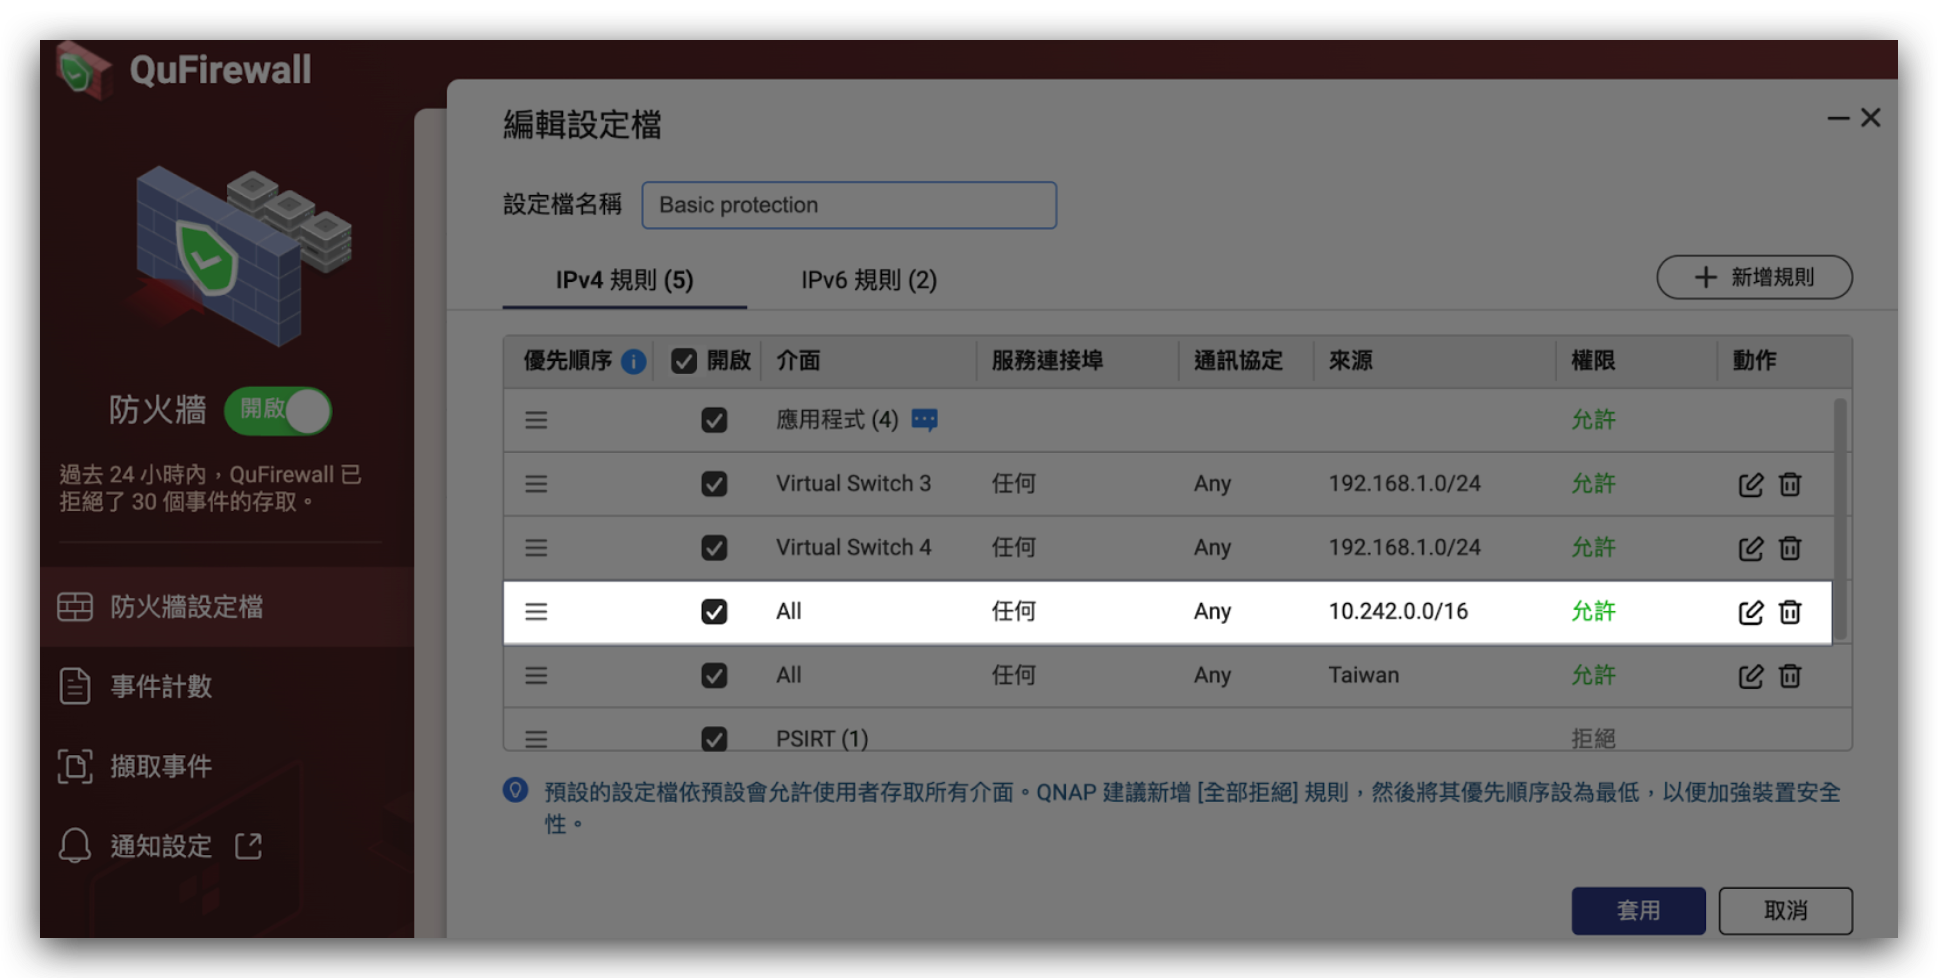 QuFirewall
編輯設定檔
設定檔名稱 Basic protection
IPv4 規則 (5) IPv6 規則 (2) 新增規則
優先順序 開啟 介面 服務連接埠 通訊協定 來源 權限 動作
應用程式 (4) 允許
Virtual Switch 3 任何 Any 192.168.1.0/24 允許
Virtual Switch 4 任何 Any 192.168.1.0/24 允許
All 任何 Any 10.242.0.0/16 允許
All 任何 Any Taiwan 允許
PSIRT (1) 拒絕
預設的設定檔依預設會允許使用者存取所有介面。QNAP 建議新增 [全部拒絕] 規則，然後將其優先順序設為最低，以便加強裝置安全
性。
套用 取消
防火牆 開啟
過去 24 小時內，QuFirewall 已
拒絕了 30 個事件的存取。
防火牆設定檔
事件計數
擷取事件
通知設定